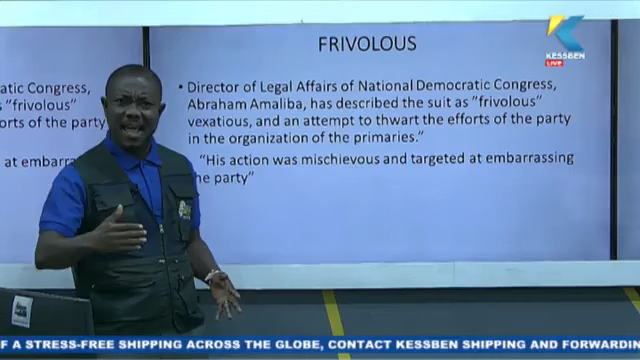 KESSBEN
LIVE
FRIVOLOUS
atic Congress,
s "frivolous"
orts of the party
at embarra
• Director of Legal Affairs of National Democratic Congress,
Abraham Amaliba, has described the suit as "frivolous"
vexatious, and an attempt to thwart the efforts of the party
in the organization of the primaries."
"His action was mischievous and targeted at embarrassing
he party"
F A STRESS-FREE SHIPPING ACROSS THE GLOBE, CONTACT KESSBEN SHIPPING AND FORWARDIN